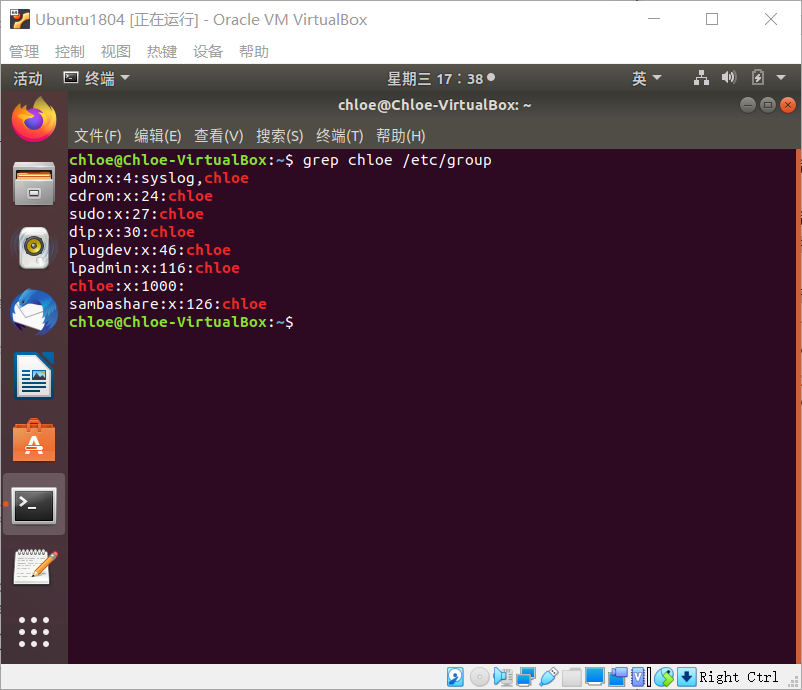 Ubuntu1804 [正在运行] - Oracle VM VirtualBox
管理 控制 视图 热键 设备 帮助
活动 终端 星期三 17：38 英
chloe@Chloe-VirtualBox: ~
文件(F) 编辑(E) 查看(V) 搜索(S) 终端(T) 帮助(H)
chloe@Chloe-VirtualBox:~$ grep chloe /etc/group
adm:x:4:syslog,chloe
cdrom:x:24:chloe
sudo:x:27:chloe
dip:x:30:chloe
plugdev:x:46:chloe
lpadmin:x:116:chloe
chloe:x:1000:
sambashare:x:126:chloe
chloe@Chloe-VirtualBox:~$
Right Ctrl